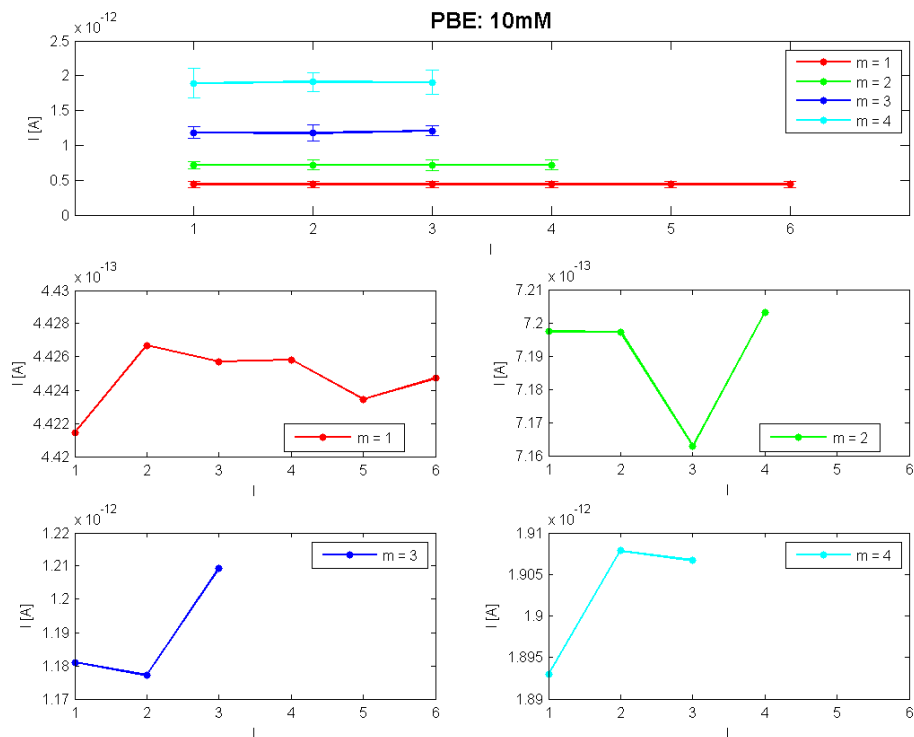 PBE: 10mM
x 10^-12
2.5
2
1.5
1
0.5
0
I [A]
1 2 3 4 5 6
l
m = 1
m = 2
m = 3
m = 4
x 10^-13
4.43
4.428
4.426
4.424
4.422
4.42
I [A]
1 2 3 4 5 6
l
m = 1
x 10^-13
7.21
7.2
7.19
7.18
7.17
7.16
I [A]
1 2 3 4 5 6
l
m = 2
x 10^-12
1.22
1.21
1.2
1.19
1.18
1.17
I [A]
1 2 3 4 5 6
l
m = 3
x 10^-12
1.91
1.905
1.9
1.895
1.89
I [A]
1 2 3 4 5 6
l
m = 4